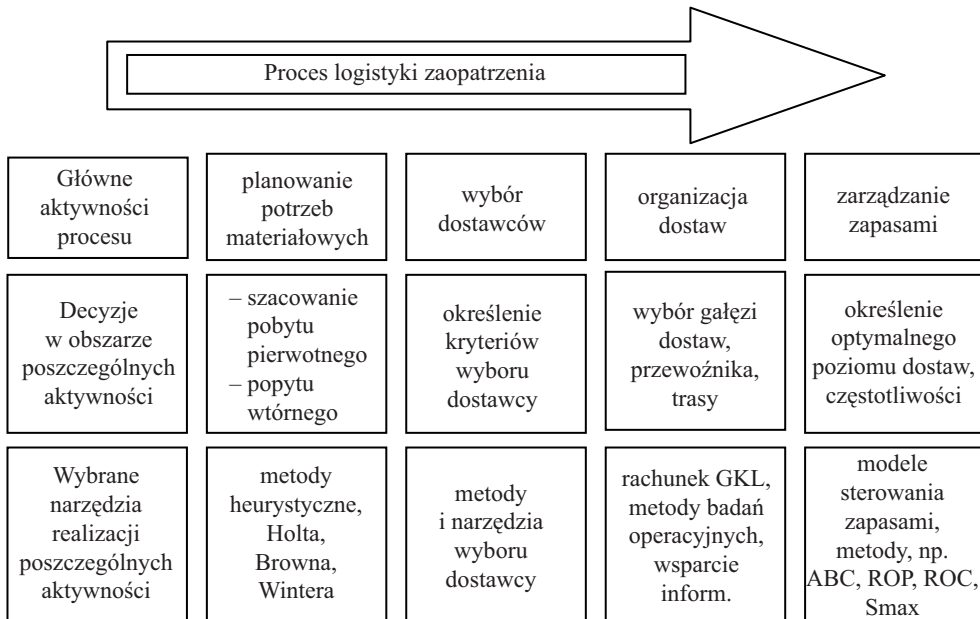 Proces logistyki zaopatrzenia
Główne
aktywności
procesu
planowanie
potrzeb
materiałowych
wybór
dostawców
organizacja
dostaw
zarządzanie
zapasami
Decyzje
w obszarze
poszczególnych
aktywności
– szacowanie
pobytu
pierwotnego
– popytu
wtórnego
określenie
kryteriów
wyboru
dostawcy
wybór gałęzi
dostaw,
przewoźnika,
trasy
określenie
optymalnego
poziomu dostaw,
częstotliwości
Wybrane
narzędzia
realizacji
poszczególnych
aktywności
metody
heurystyczne,
Holta,
Browna,
Wintera
metody
i narzędzia
wyboru
dostawcy
rachunek GKL,
metody badań
operacyjnych,
wsparcie
inform.
modele
sterowania
zapasami,
metody, np.
ABC, ROP, ROC,
Smax